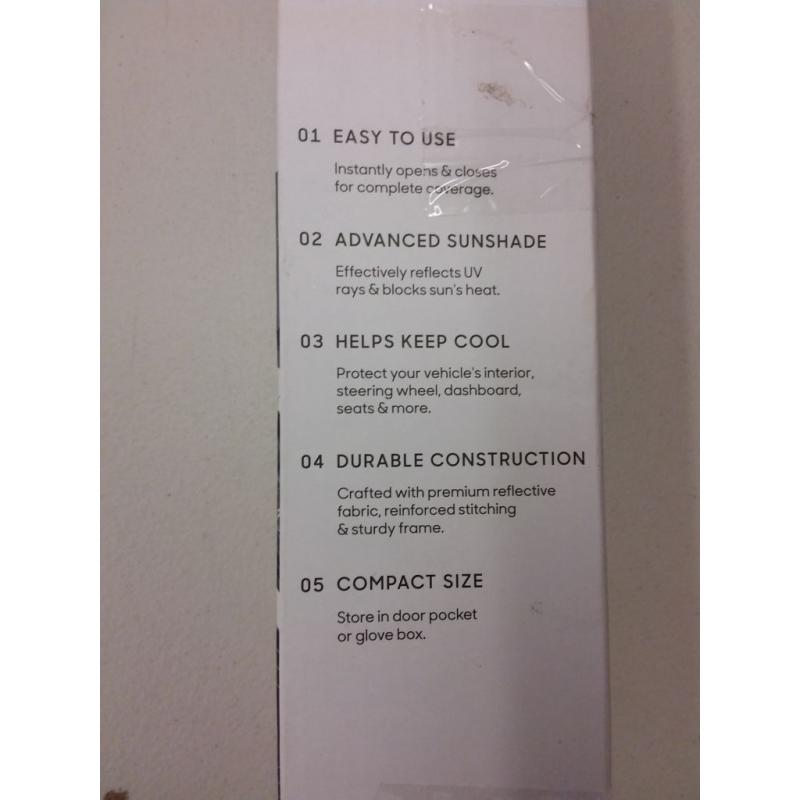 01 EASY TO USE
Instantly opens & closes
for complete coverage.
02 ADVANCED SUNSHADE
Effectively reflects UV
rays & blocks sun's heat.
03 HELPS KEEP COOL
Protect your vehicle's interior,
steering wheel, dashboard,
seats & more.
04 DURABLE CONSTRUCTION
Crafted with premium reflective
fabric, reinforced stitching
& sturdy frame.
05 COMPACT SIZE
Store in door pocket
or glove box.